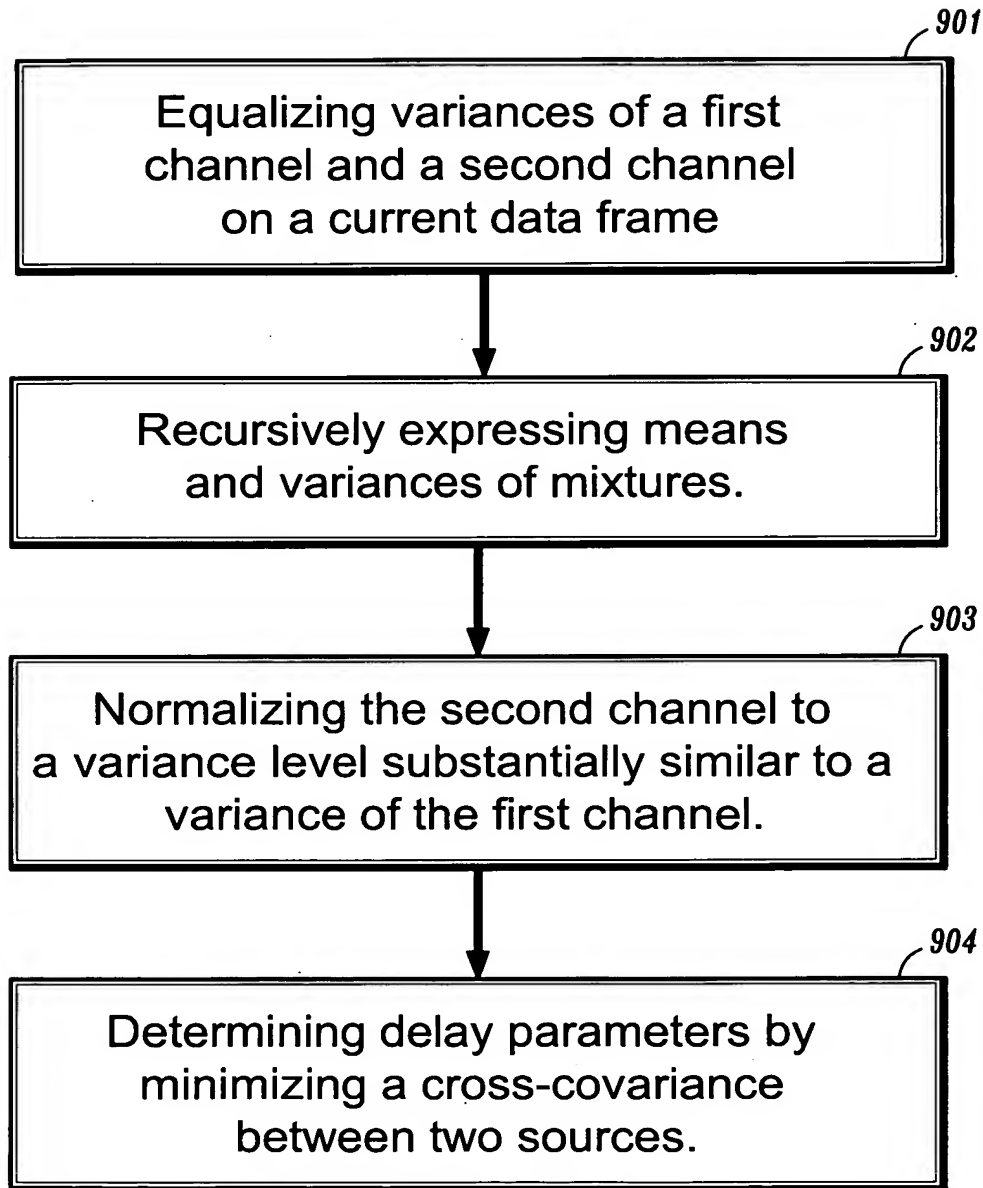 901
Equalizing variances of a first
channel and a second channel
on a current data frame
902
Recursively expressing means
and variances of mixtures.
903
Normalizing the second channel to
a variance level substantially similar to a
variance of the first channel.
904
Determining delay parameters by
minimizing a cross-covariance
between two sources.